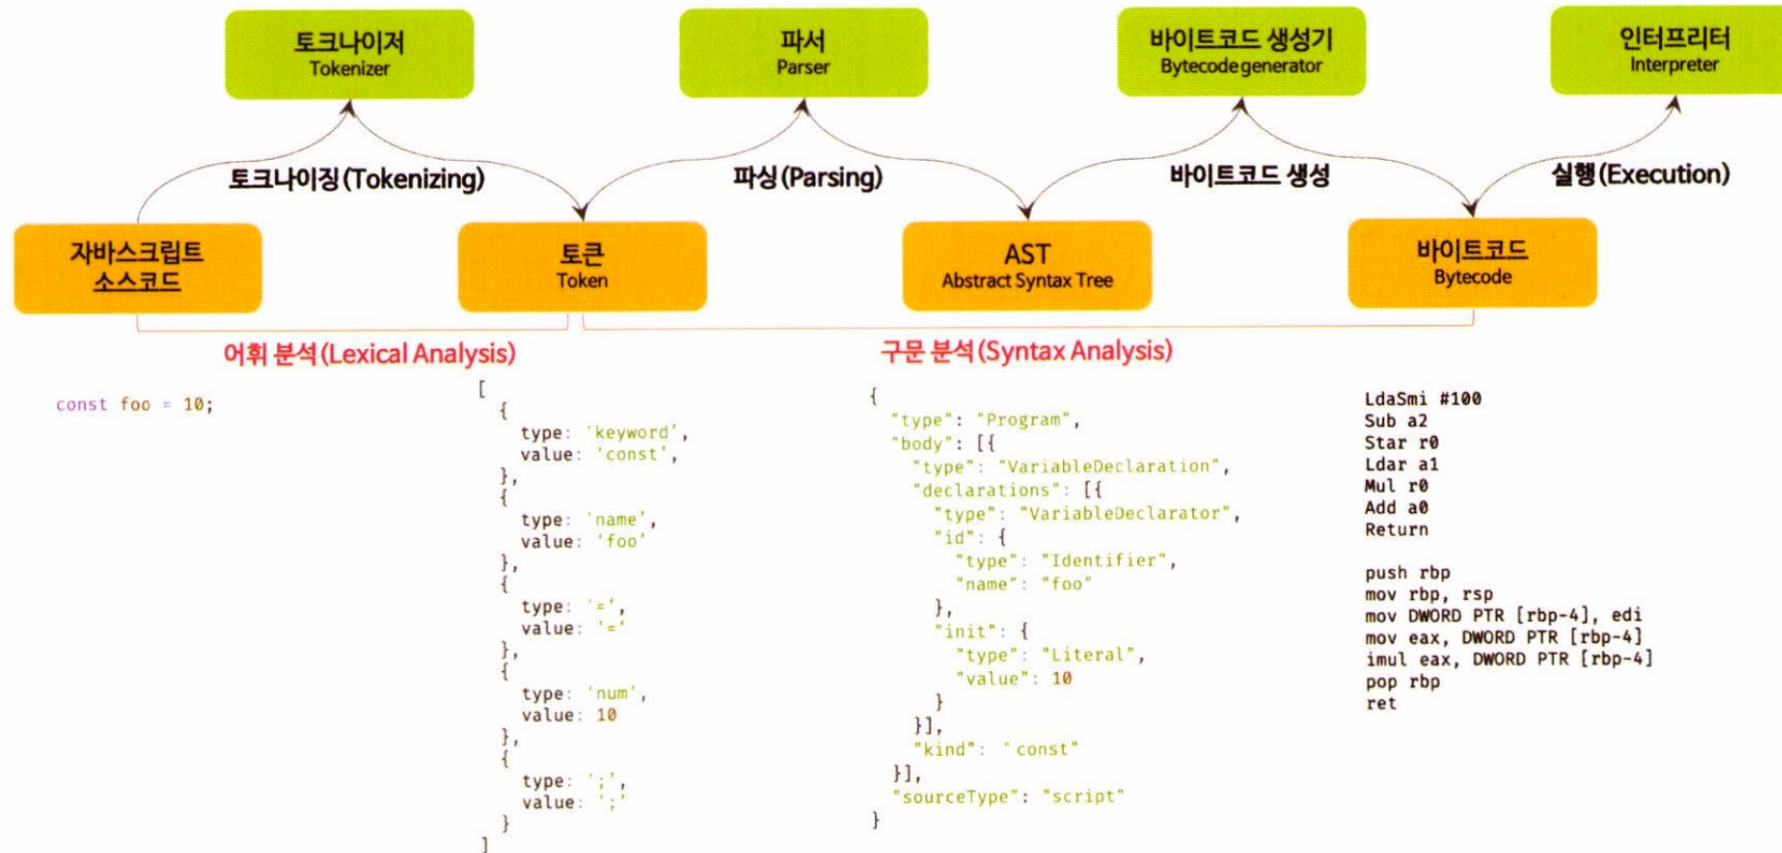 토크나이저
Tokenizer
파서
Parser
바이트코드 생성기
Bytecode generator
인터프리터
Interpreter
토크나이징(Tokenizing)
파싱(Parsing)
바이트코드 생성
실행(Execution)
자바스크립트
소스코드
토큰
Token
AST
Abstract Syntax Tree
바이트코드
Bytecode
어휘 분석(Lexical Analysis)
구문 분석(Syntax Analysis)
const foo = 10;
[
{
type: 'keyword',
value: 'const',
},
{
type: 'name',
value: 'foo'
},
{
type: '=',
value: '='
},
{
type: 'num',
value: 10
},
{
type: ';',
value: ';'
}
]
{
"type": "Program",
"body": [{
"type": "VariableDeclaration",
"declarations": [{
"type": "VariableDeclarator",
"id": {
"type": "Identifier",
"name": "foo"
},
"init": {
"type": "Literal",
"value": 10
}
}],
"kind": "const"
}],
"sourceType": "script"
}
LdaSmi #100
Sub a2
Star r0
Ldar a1
Mul r0
Add a0
Return
push rbp
mov rbp, rsp
mov DWORD PTR [rbp-4], edi
mov eax, DWORD PTR [rbp-4]
imul eax, DWORD PTR [rbp-4]
pop rbp
ret